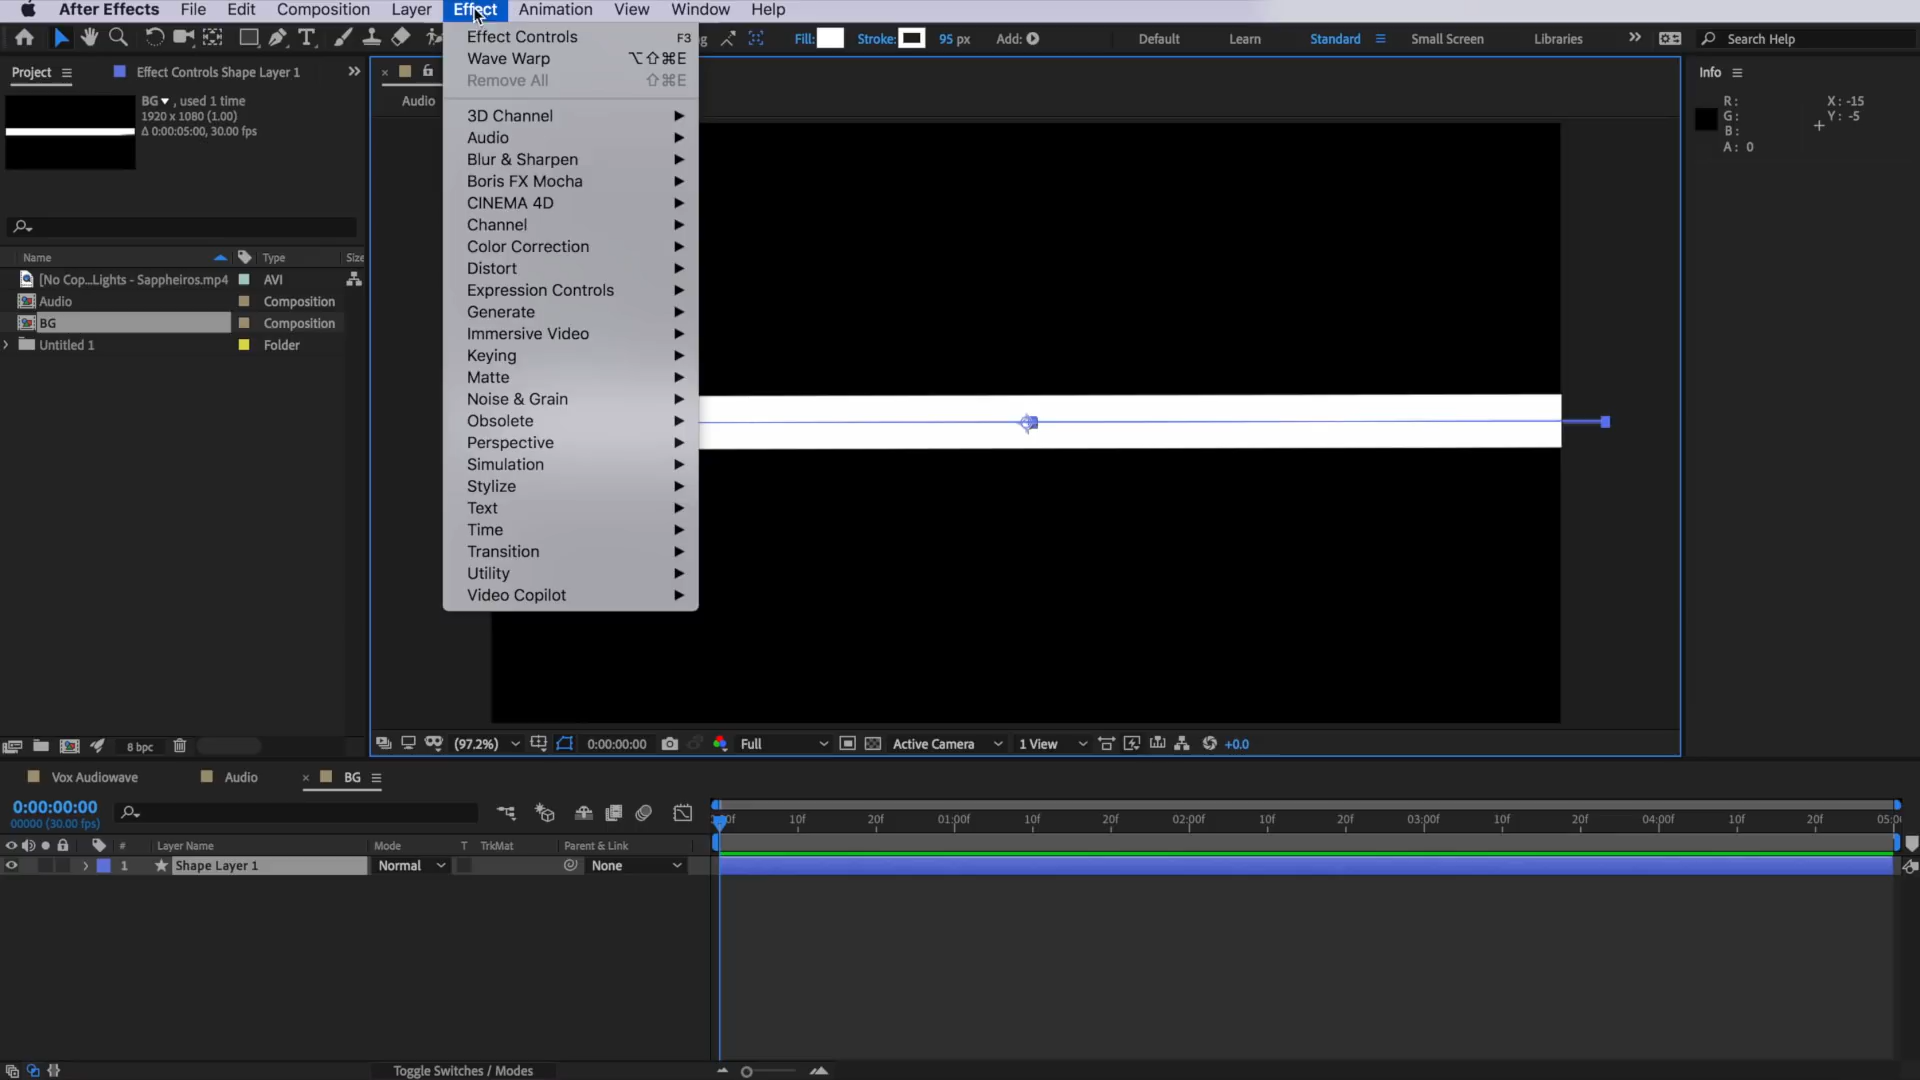 After Effects File Edit Composition Layer Effect Animation View Window Help
Fill: Stroke: 95 px Add: Default Learn Standard Small Screen Libraries Search Help
Project Effect Controls Shape Layer 1
BG , used 1 time
1920 x 1080 (1.00)
Δ 0:00:05:00, 30.00 fps
Name Type Size
[No Cop...Lights - Sappheiros.mp4 AVI
Audio Composition
BG Composition
Untitled 1 Folder
8 bpc
Audio
Effect Controls F3
Wave Warp ⌥⇧⌘E
Remove All ⇧⌘E
3D Channel
Audio
Blur & Sharpen
Boris FX Mocha
CINEMA 4D
Channel
Color Correction
Distort
Expression Controls
Generate
Immersive Video
Keying
Matte
Noise & Grain
Obsolete
Perspective
Simulation
Stylize
Text
Time
Transition
Utility
Video Copilot
(97.2%) 0:00:00:00 Full Active Camera 1 View +0.0
Info
R: X: -15
G: Y: -5
B:
A: 0
Vox Audiowave Audio BG
0:00:00:00
00000 (30.00 fps)
10f 20f 01:00f 10f 20f 02:00f 10f 20f 03:00f 10f 20f 04:00f 10f 20f
# Layer Name Mode T TrkMat Parent & Link
1 Shape Layer 1 Normal None
Toggle Switches / Modes